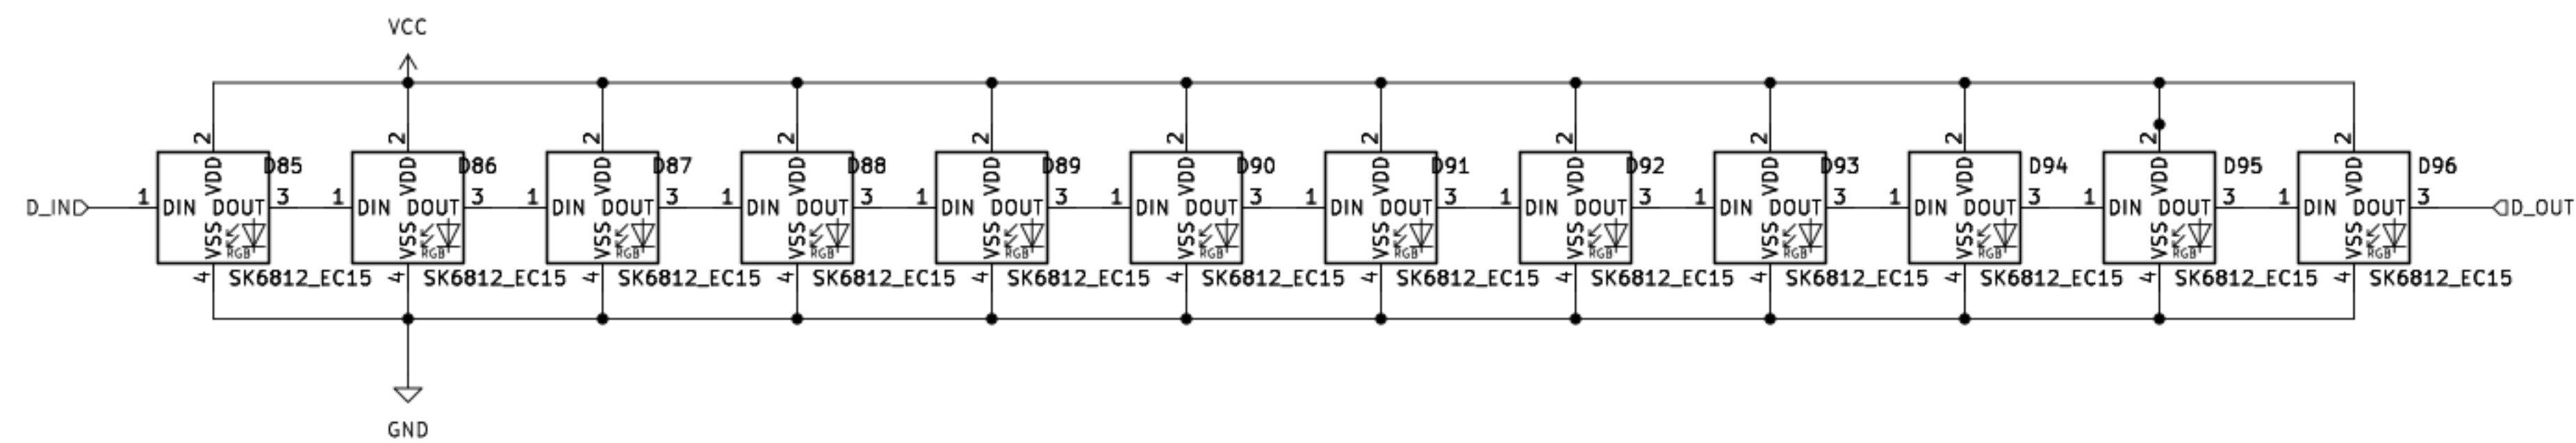 VCC
2 2 2 2 2 2 2 2 2 2 2 2
VDD D85 VDD D86 VDD D87 VDD D88 VDD D89 VDD D90 VDD D91 VDD D92 VDD D93 VDD D94 VDD D95 VDD D96
D_IN 1 DIN DOUT 3 1 DIN DOUT 3 1 DIN DOUT 3 1 DIN DOUT 3 1 DIN DOUT 3 1 DIN DOUT 3 1 DIN DOUT 3 1 DIN DOUT 3 1 DIN DOUT 3 1 DIN DOUT 3 1 DIN DOUT 3 1 DIN DOUT 3 D_OUT
VSS RGB VSS RGB VSS RGB VSS RGB VSS RGB VSS RGB VSS RGB VSS RGB VSS RGB VSS RGB VSS RGB VSS RGB
4 SK6812_EC15 4 SK6812_EC15 4 SK6812_EC15 4 SK6812_EC15 4 SK6812_EC15 4 SK6812_EC15 4 SK6812_EC15 4 SK6812_EC15 4 SK6812_EC15 4 SK6812_EC15 4 SK6812_EC15 4 SK6812_EC15
GND